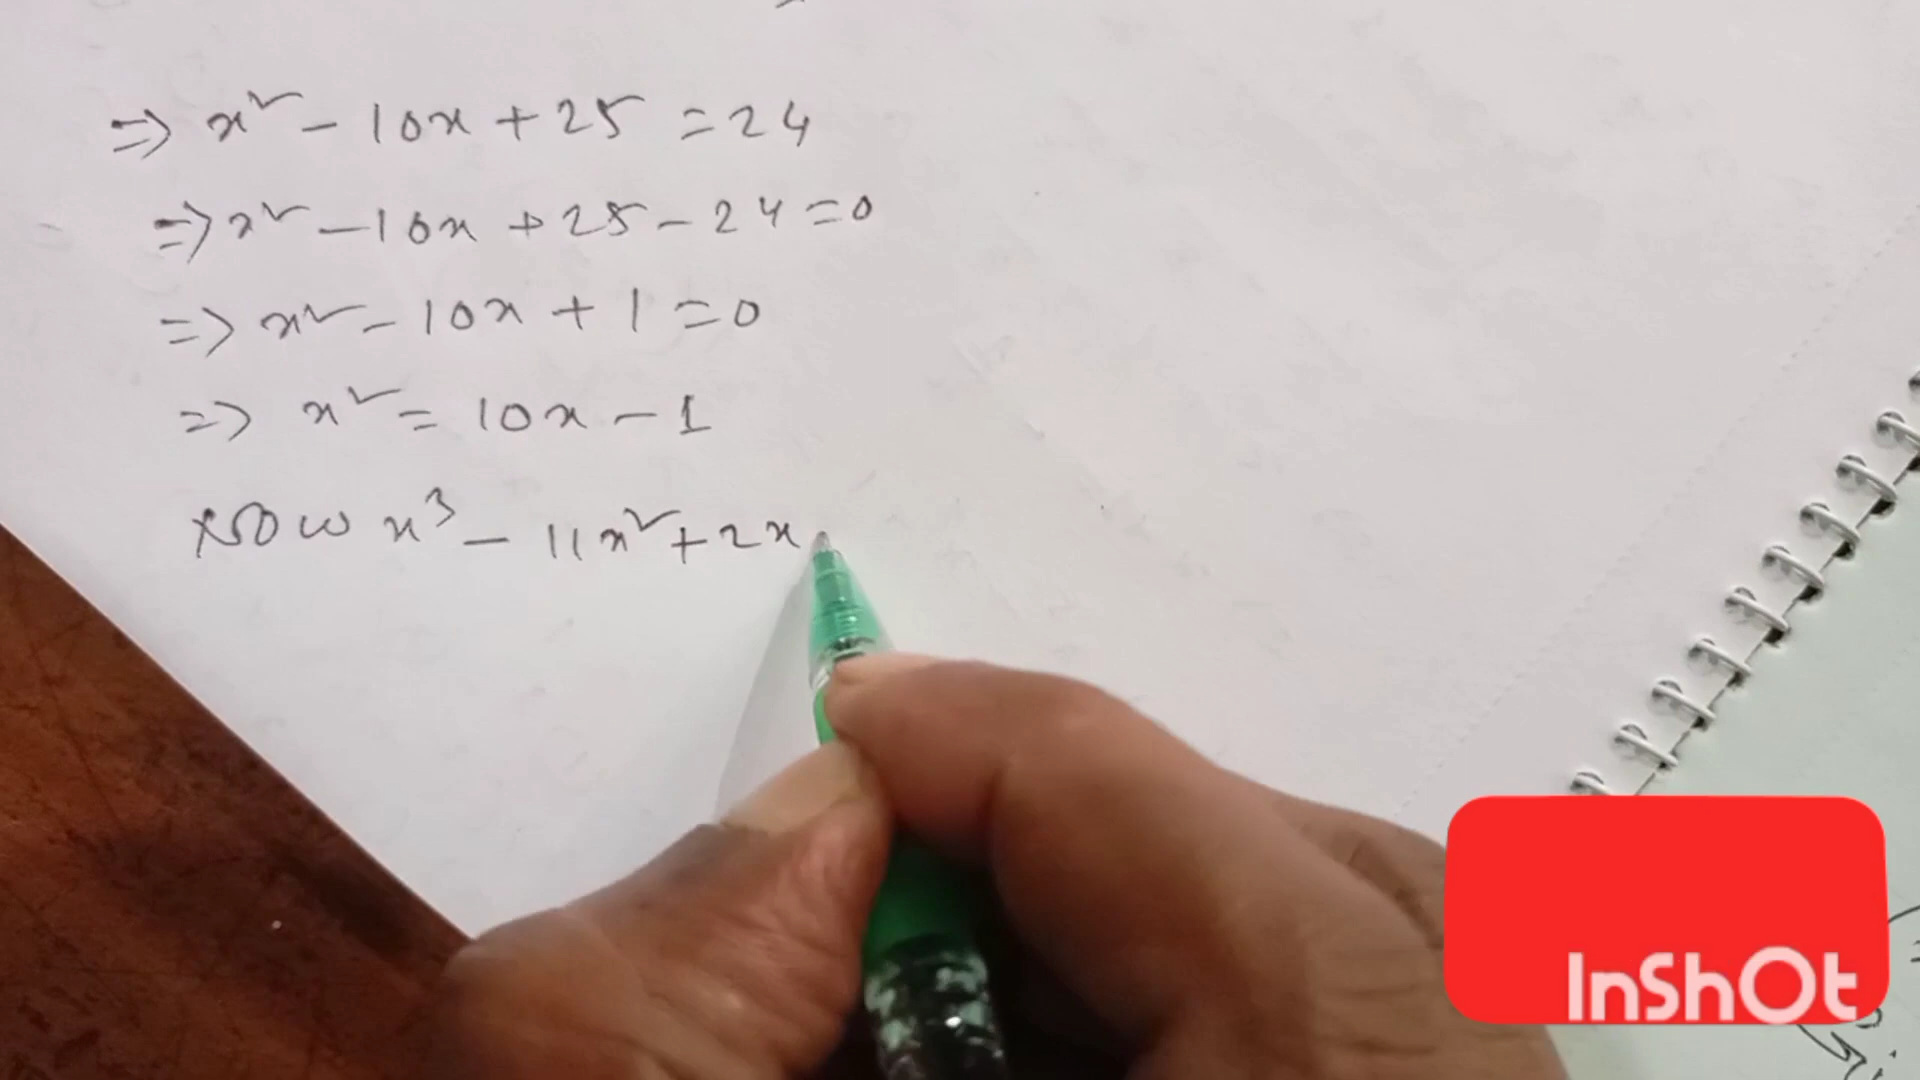 ⇒ x² - 10x + 25 = 24
⇒ x² - 10x + 25 - 24 = 0
⇒ x² - 10x + 1 = 0
⇒ x² = 10x - 1
Now x³ - 11x² + 2x
InShOt